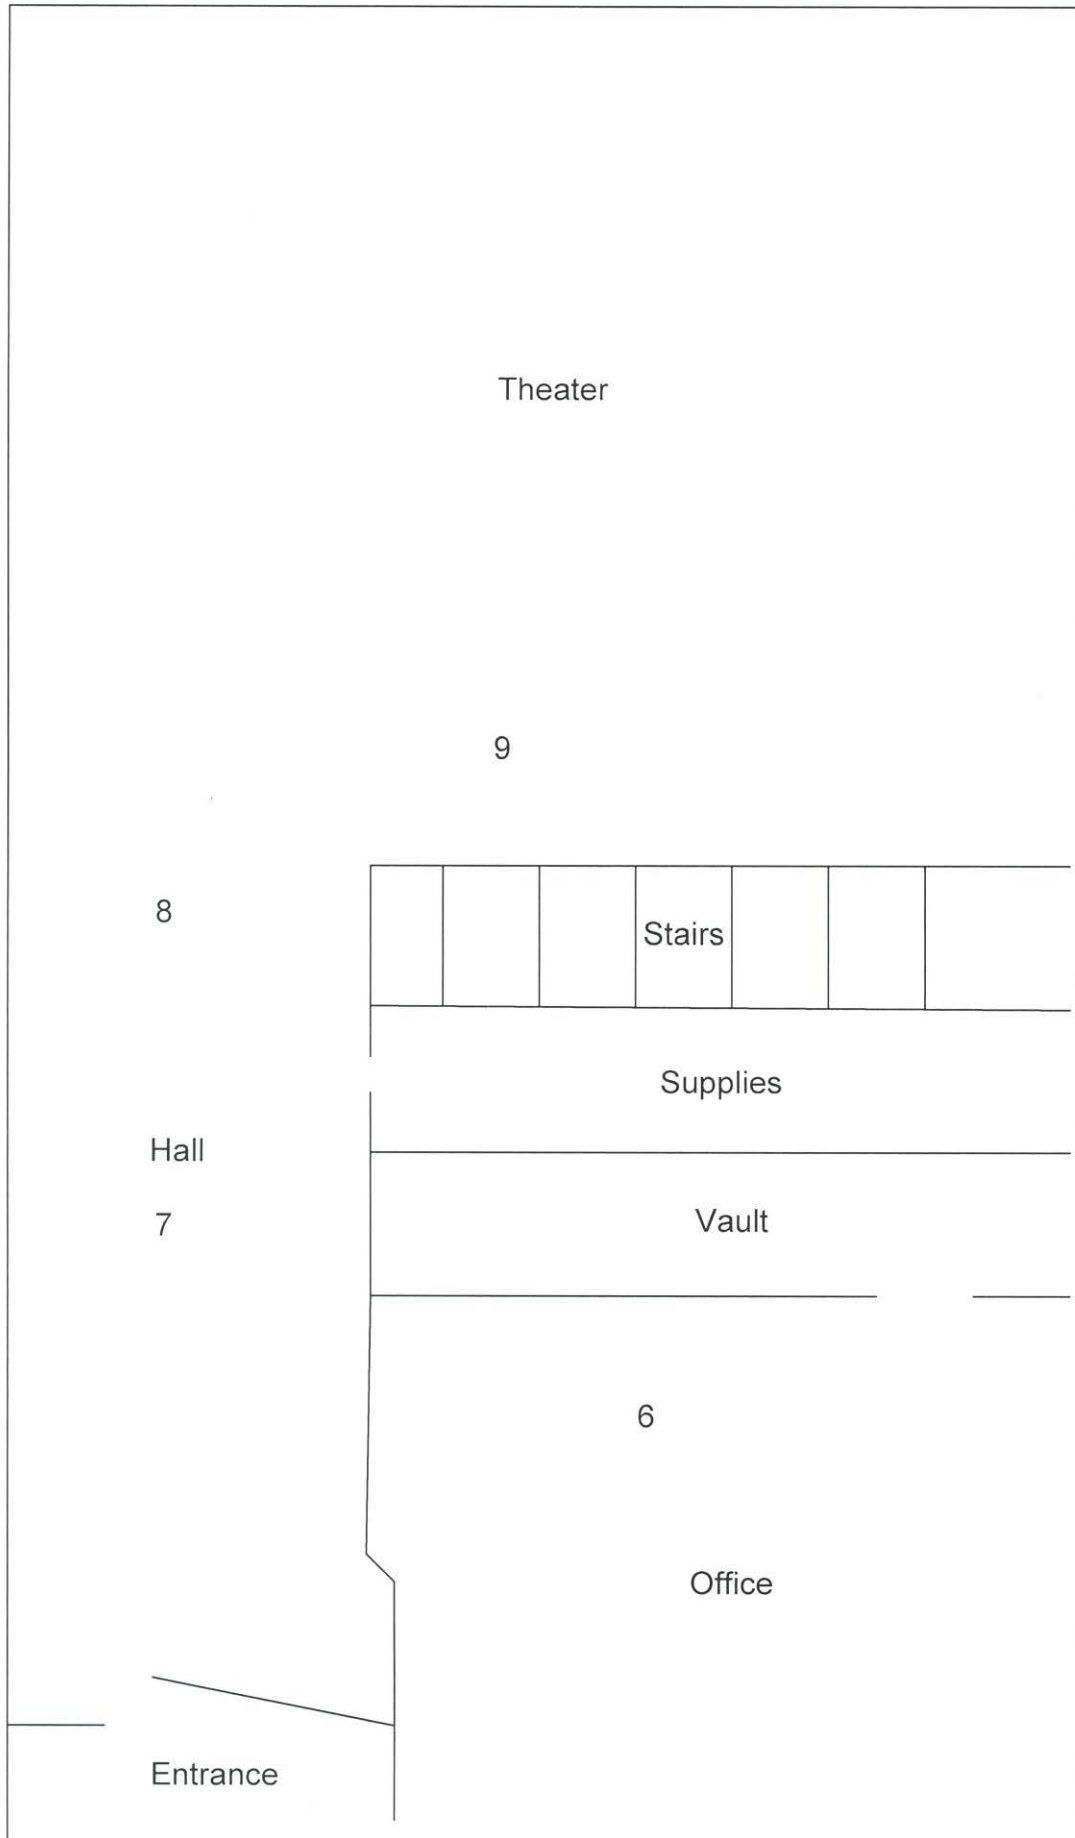 Theater
9
8
Stairs
Supplies
Hall
Vault
7
6
Office
Entrance